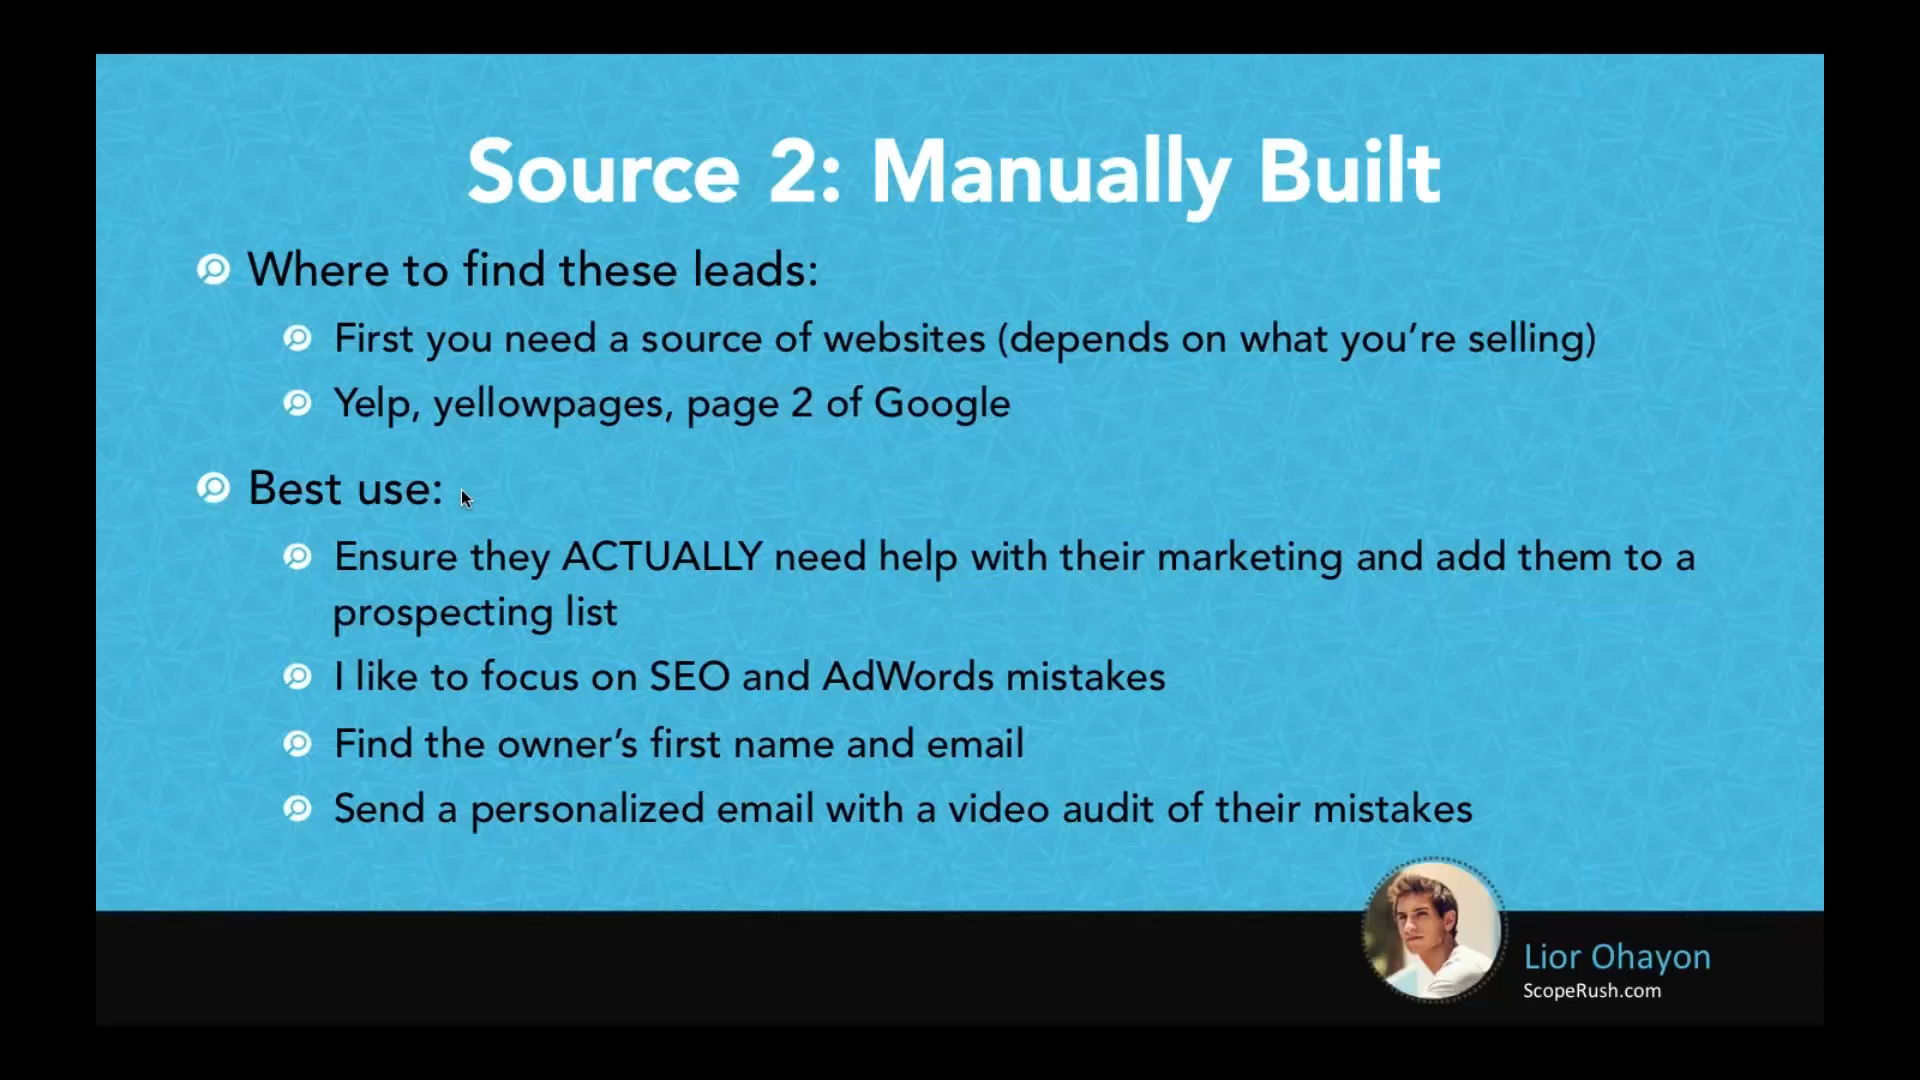 Source 2: Manually Built
Where to find these leads:
First you need a source of websites (depends on what you’re selling)
Yelp, yellowpages, page 2 of Google
Best use:
Ensure they ACTUALLY need help with their marketing and add them to a
prospecting list
I like to focus on SEO and AdWords mistakes
Find the owner’s first name and email
Send a personalized email with a video audit of their mistakes
Lior Ohayon
ScopeRush.com